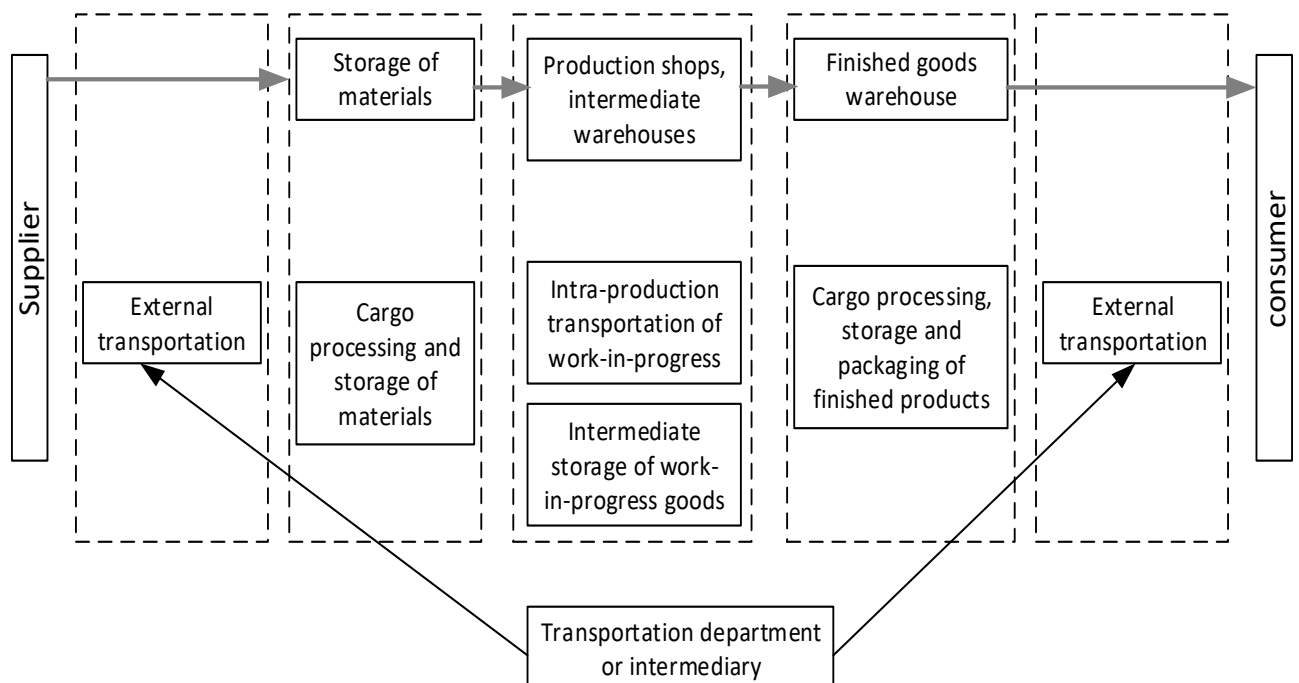 Supplier
External
transportation
Storage of
materials
Cargo
processing and
storage of
materials
Production shops,
intermediate
warehouses
Intra-production
transportation of
work-in-progress
Intermediate
storage of work-
in-progress goods
Finished goods
warehouse
Cargo processing,
storage and
packaging of
finished products
External
transportation
consumer
Transportation department
or intermediary